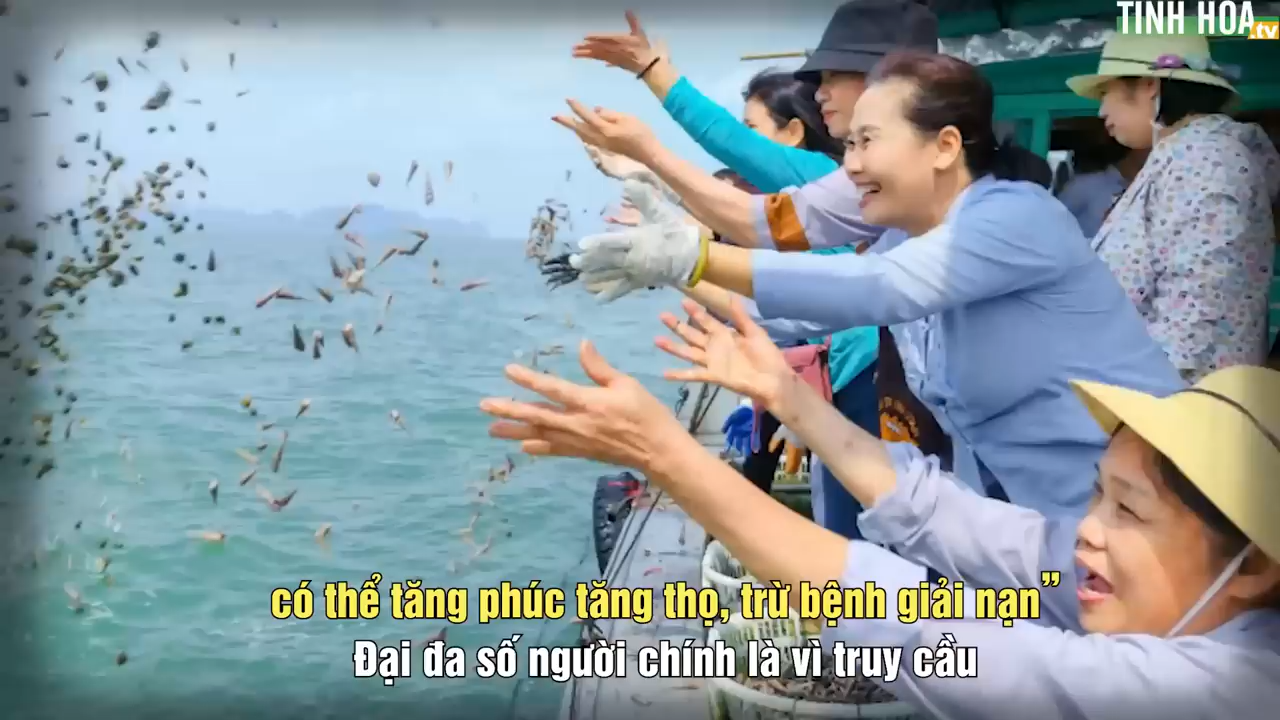 TINH HOA
.tv
có thể tăng phúc tăng thọ, trừ bệnh giải nạn”
Đại đa số người chính là vì truy cầu